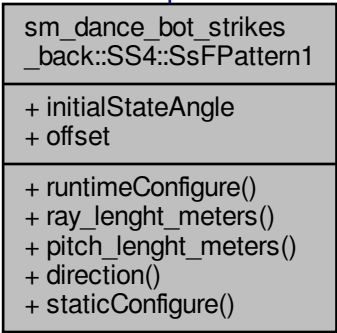 sm_dance_bot_strikes
_back::SS4::SsFPattern1
+ initialStateAngle
+ offset
+ runtimeConfigure()
+ ray_lenght_meters()
+ pitch_lenght_meters()
+ direction()
+ staticConfigure()